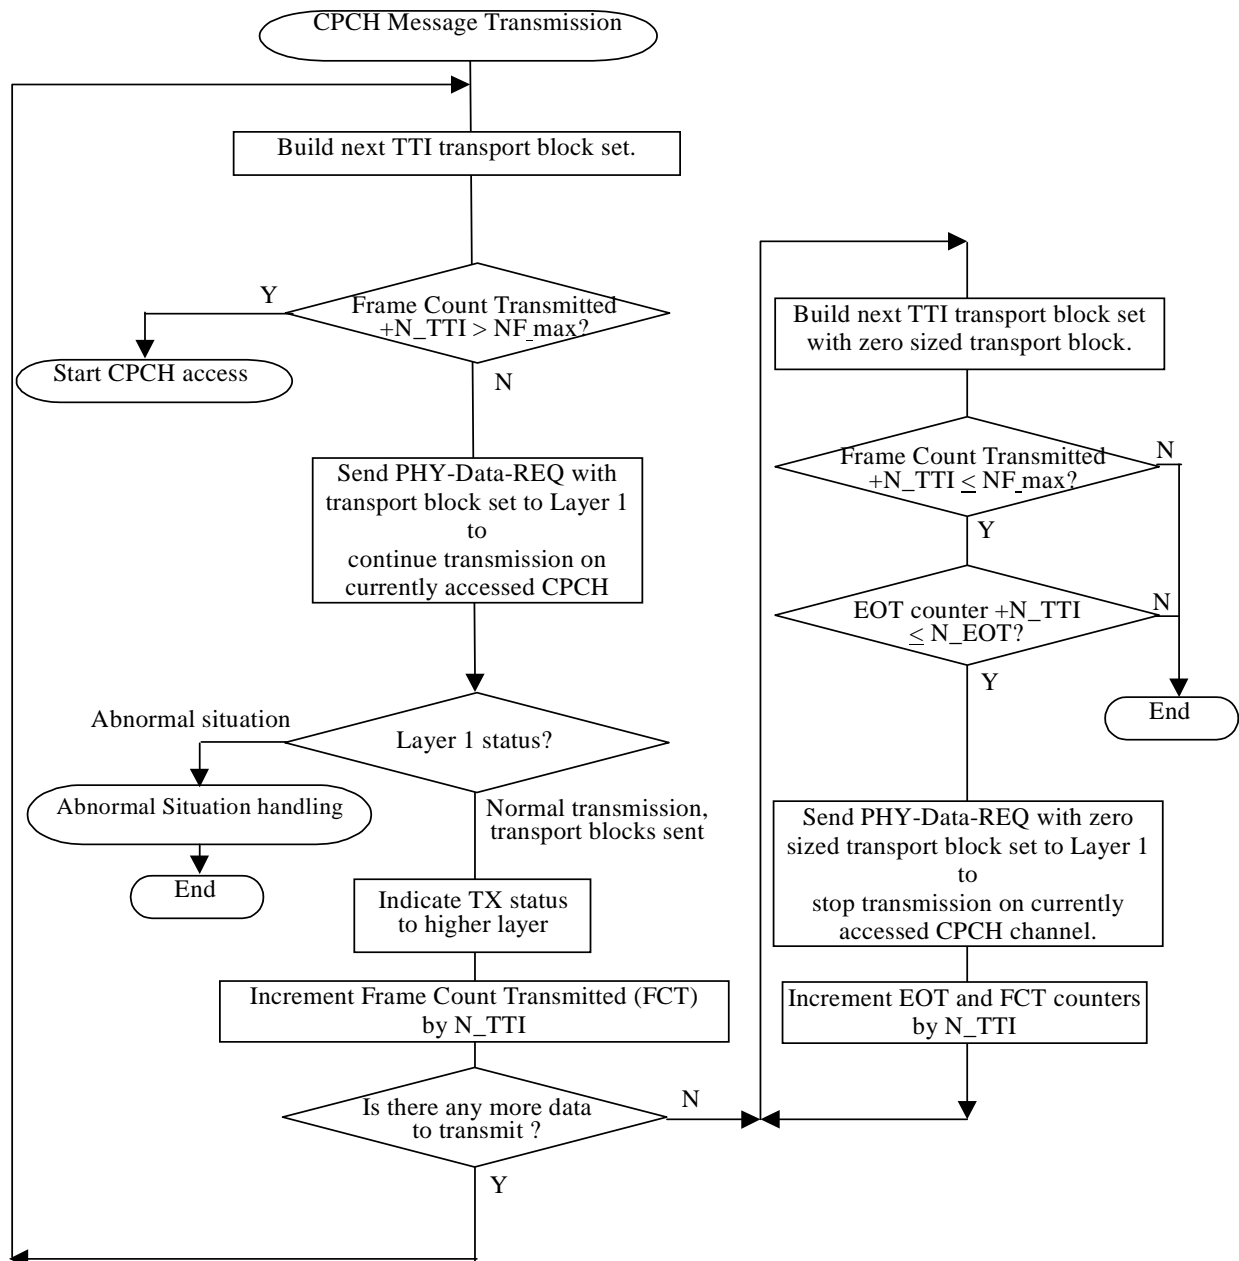 CPCH Message Transmission
Build next TTI transport block set.
Y
Frame Count Transmitted
+N_TTI > NF_max?
Start CPCH access
N
Send PHY-Data-REQ with
transport block set to Layer 1
to
continue transmission on
currently accessed CPCH
Abnormal situation
Layer 1 status?
Abnormal Situation handling
Normal transmission,
transport blocks sent
End
Indicate TX status
to higher layer
Increment Frame Count Transmitted (FCT)
by N_TTI
Is there any more data
to transmit ?
N
Y
Build next TTI transport block set
with zero sized transport block.
Frame Count Transmitted
+N_TTI ≤ NF_max?
N
Y
EOT counter +N_TTI
≤ N_EOT?
N
Y
End
Send PHY-Data-REQ with zero
sized transport block set to Layer 1
to
stop transmission on currently
accessed CPCH channel.
Increment EOT and FCT counters
by N_TTI